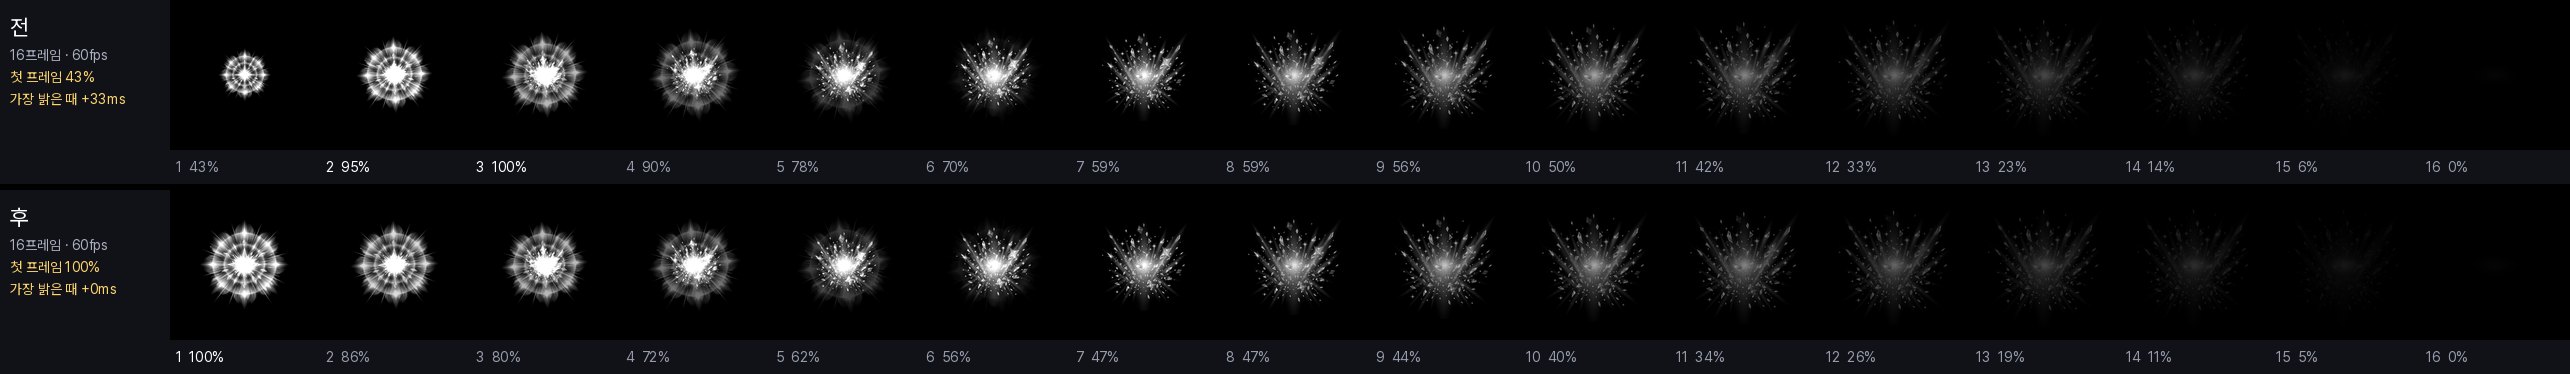 전
16프레임 · 60fps
첫 프레임 43%
가장 밝은 때 +33ms
1 43% 2 95% 3 100% 4 90% 5 78% 6 70% 7 59% 8 59% 9 56% 10 50% 11 42% 12 33% 13 23% 14 14% 15 6% 16 0%
후
16프레임 · 60fps
첫 프레임 100%
가장 밝은 때 +0ms
1 100% 2 86% 3 80% 4 72% 5 62% 6 56% 7 47% 8 47% 9 44% 10 40% 11 34% 12 26% 13 19% 14 11% 15 5% 16 0%